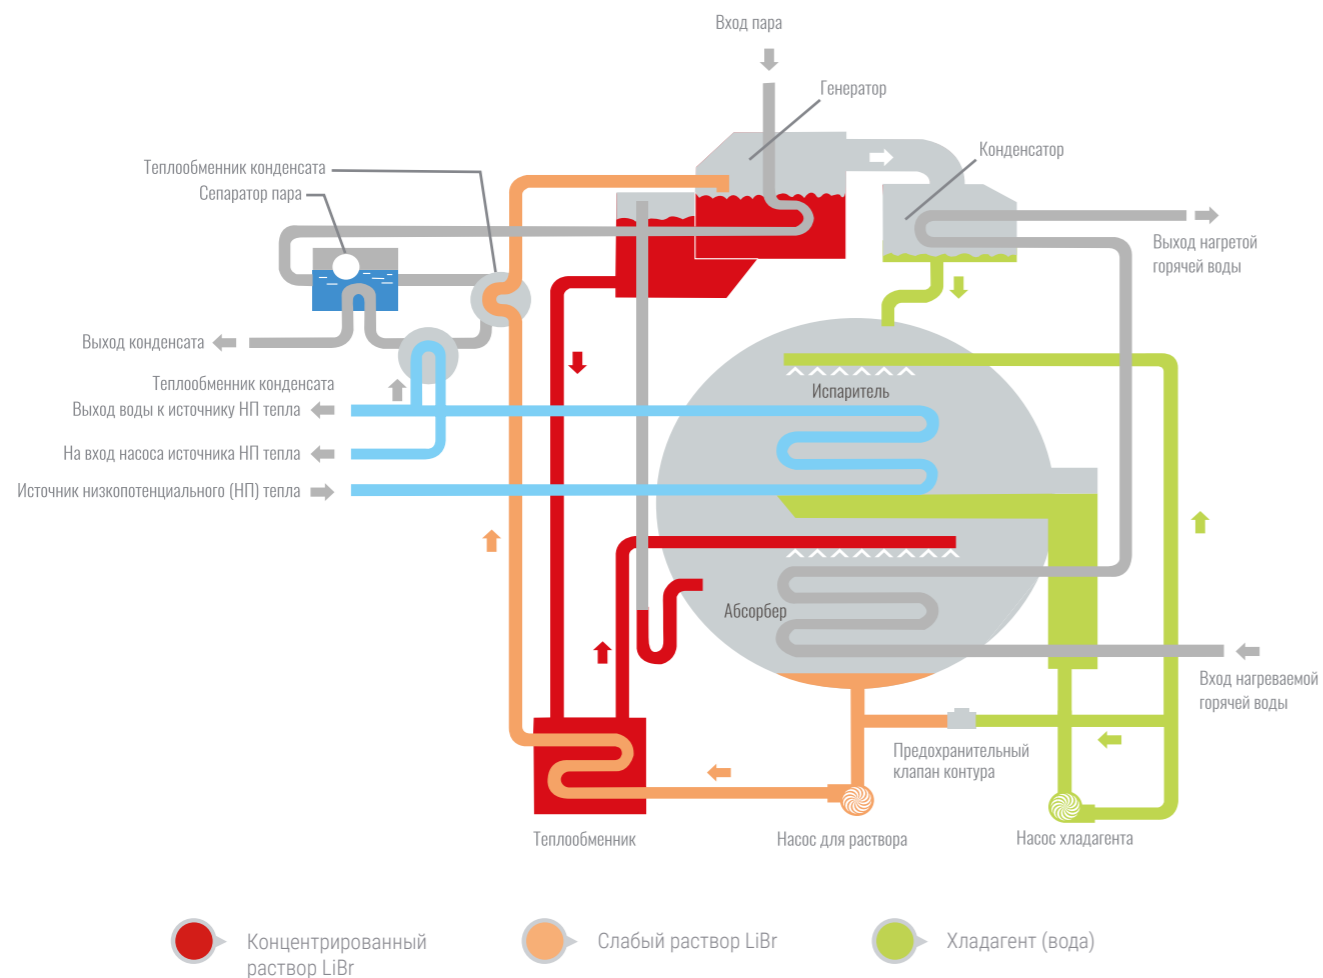 Вход пара
Генератор
Конденсатор
Теплообменник конденсата
Сепаратор пара
Выход нагретой
горячей воды
Выход конденсата
Теплообменник конденсата
Выход воды к источнику НП тепла
Испаритель
На вход насоса источника НП тепла
Источник низкопотенциального (НП) тепла
Абсорбер
Вход нагреваемой
горячей воды
Предохранительный
клапан контура
Теплообменник
Насос для раствора
Насос хладагента
Концентрированный
раствор LiBr
Слабый раствор LiBr
Хладагент (вода)